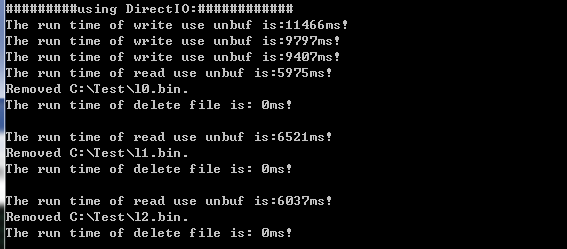 #########using DirectIO:############
The run time of write use unbuf is:11466ms!
The run time of write use unbuf is:9797ms!
The run time of write use unbuf is:9407ms!
The run time of read use unbuf is:5975ms!
Removed C:\Test\l0.bin.
The run time of delete file is: 0ms!
The run time of read use unbuf is:6521ms!
Removed C:\Test\l1.bin.
The run time of delete file is: 0ms!
The run time of read use unbuf is:6037ms!
Removed C:\Test\l2.bin.
The run time of delete file is: 0ms!